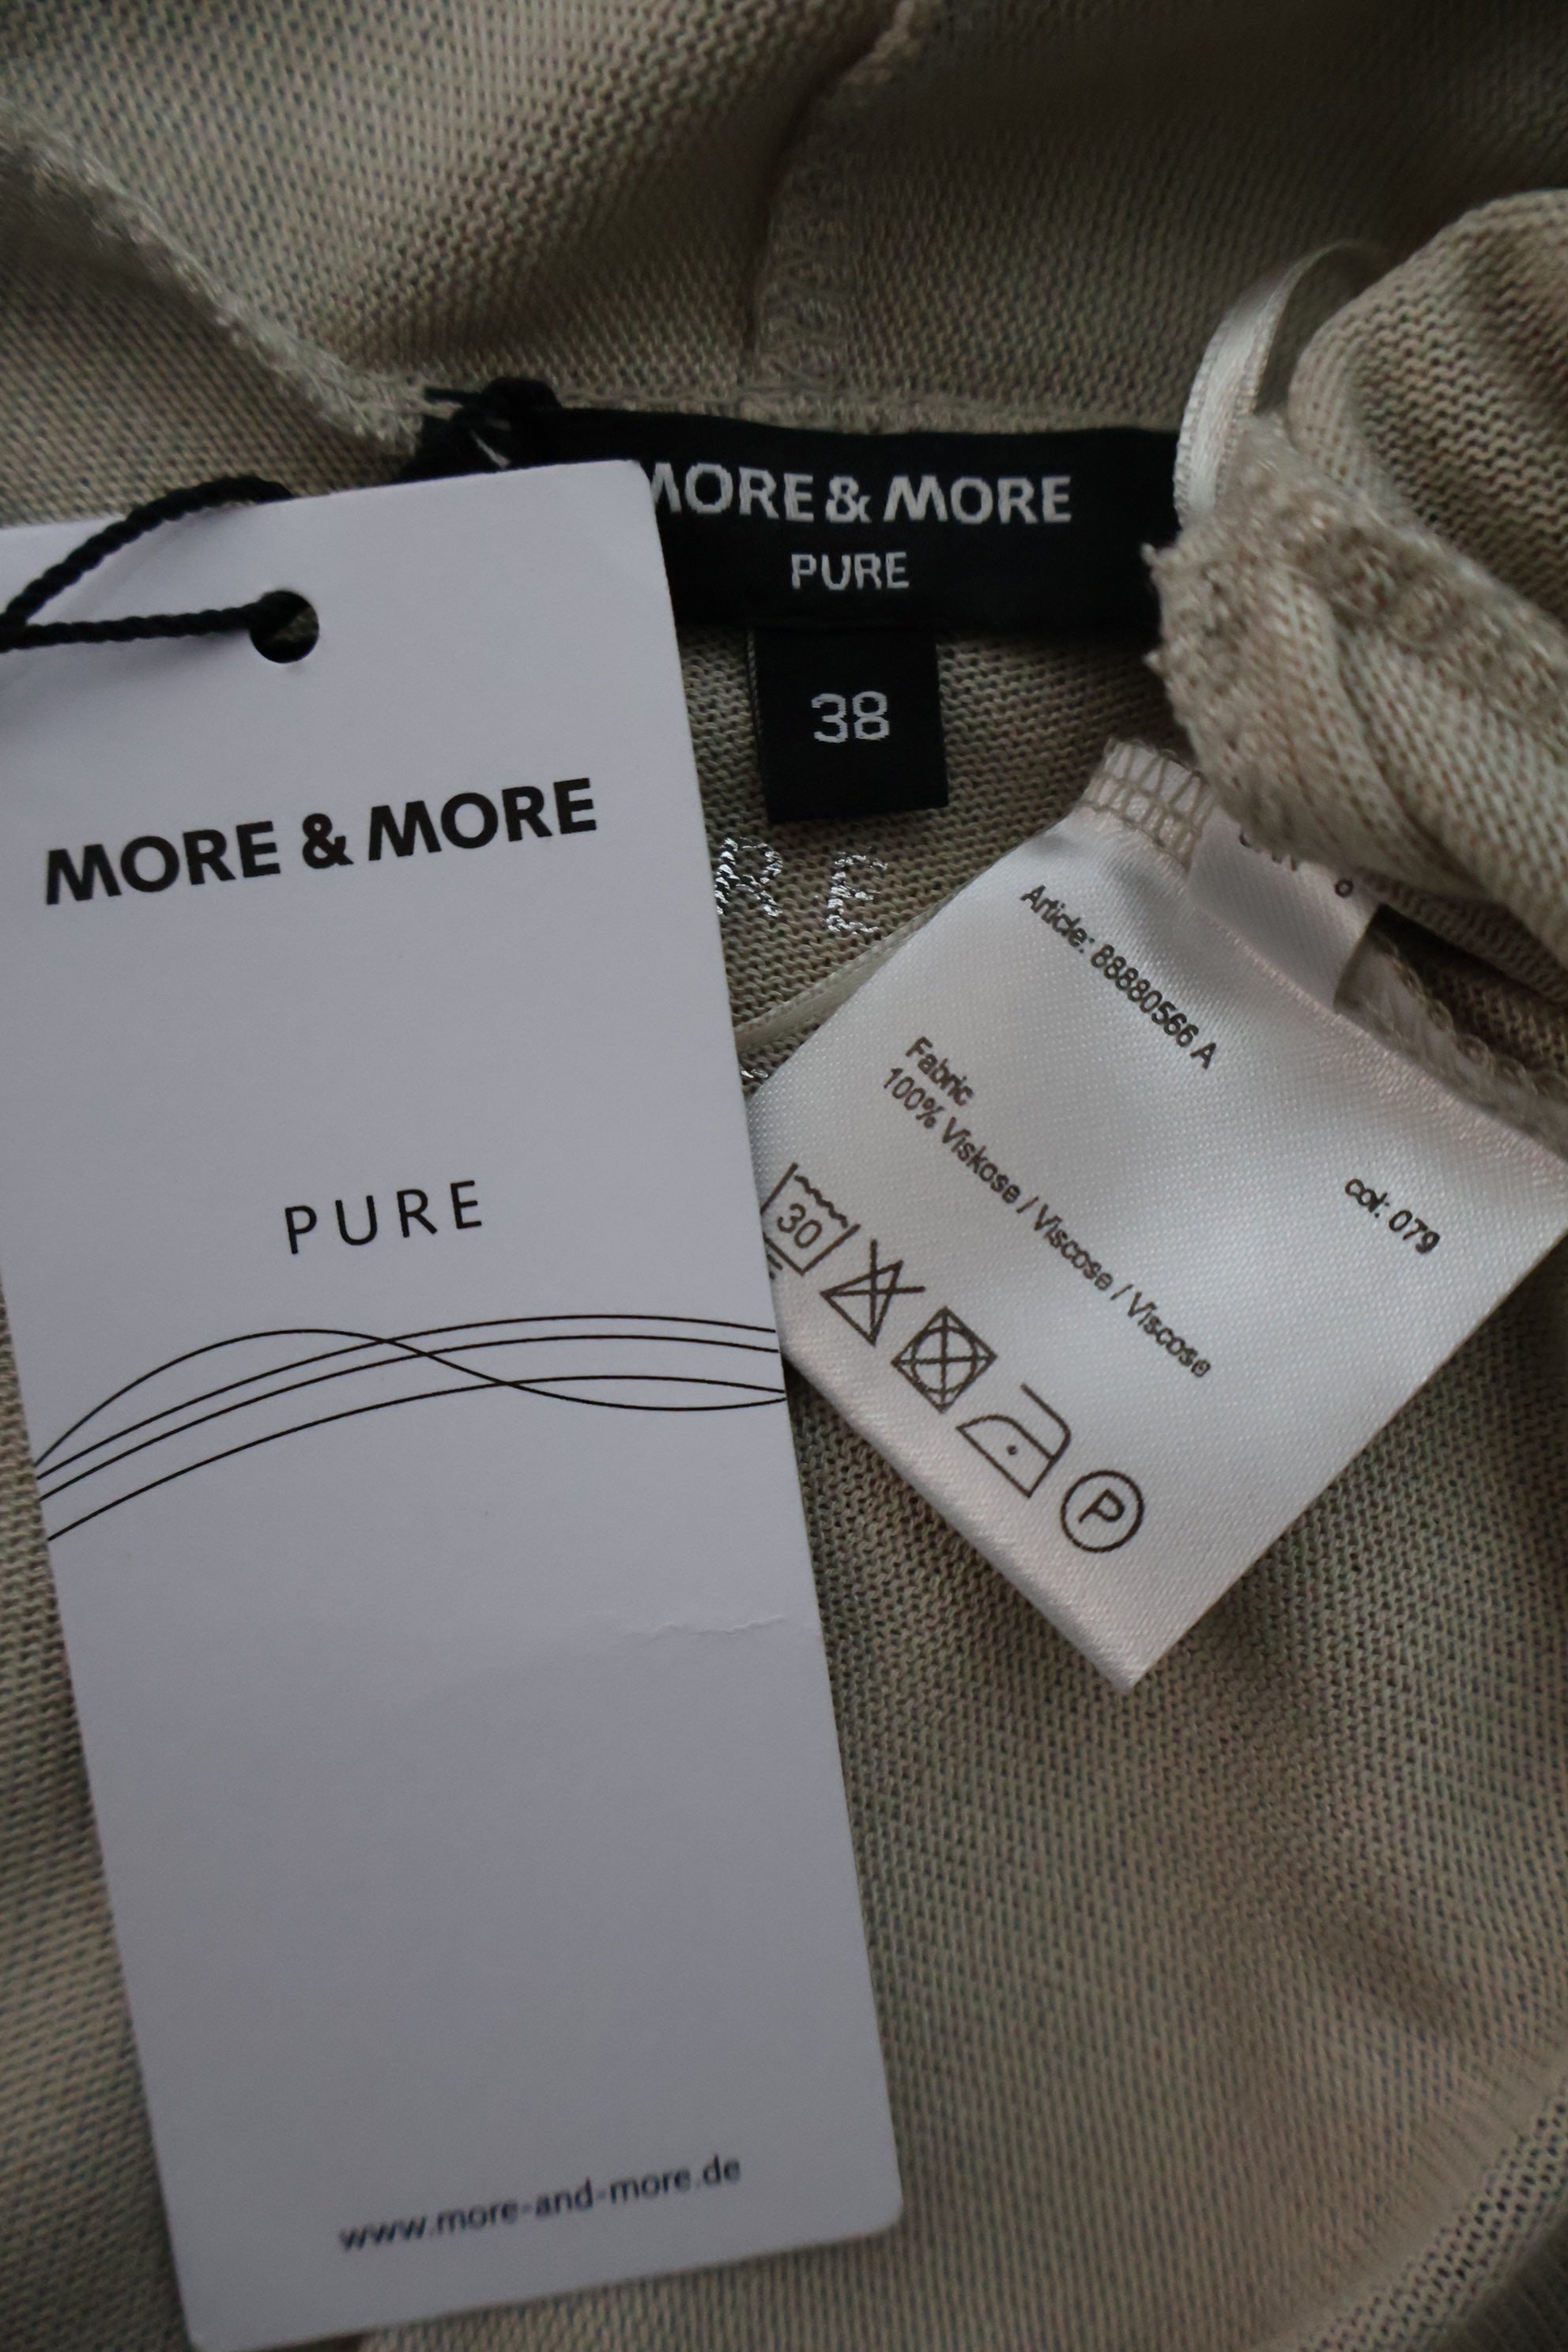 MORE & MORE
PURE
38
MORE & MORE
PURE
www.more-and-more.de
RE
Article: 88880566 A
col: 079
Fabric
100% Viskose / Viscose / Viscose
30
P